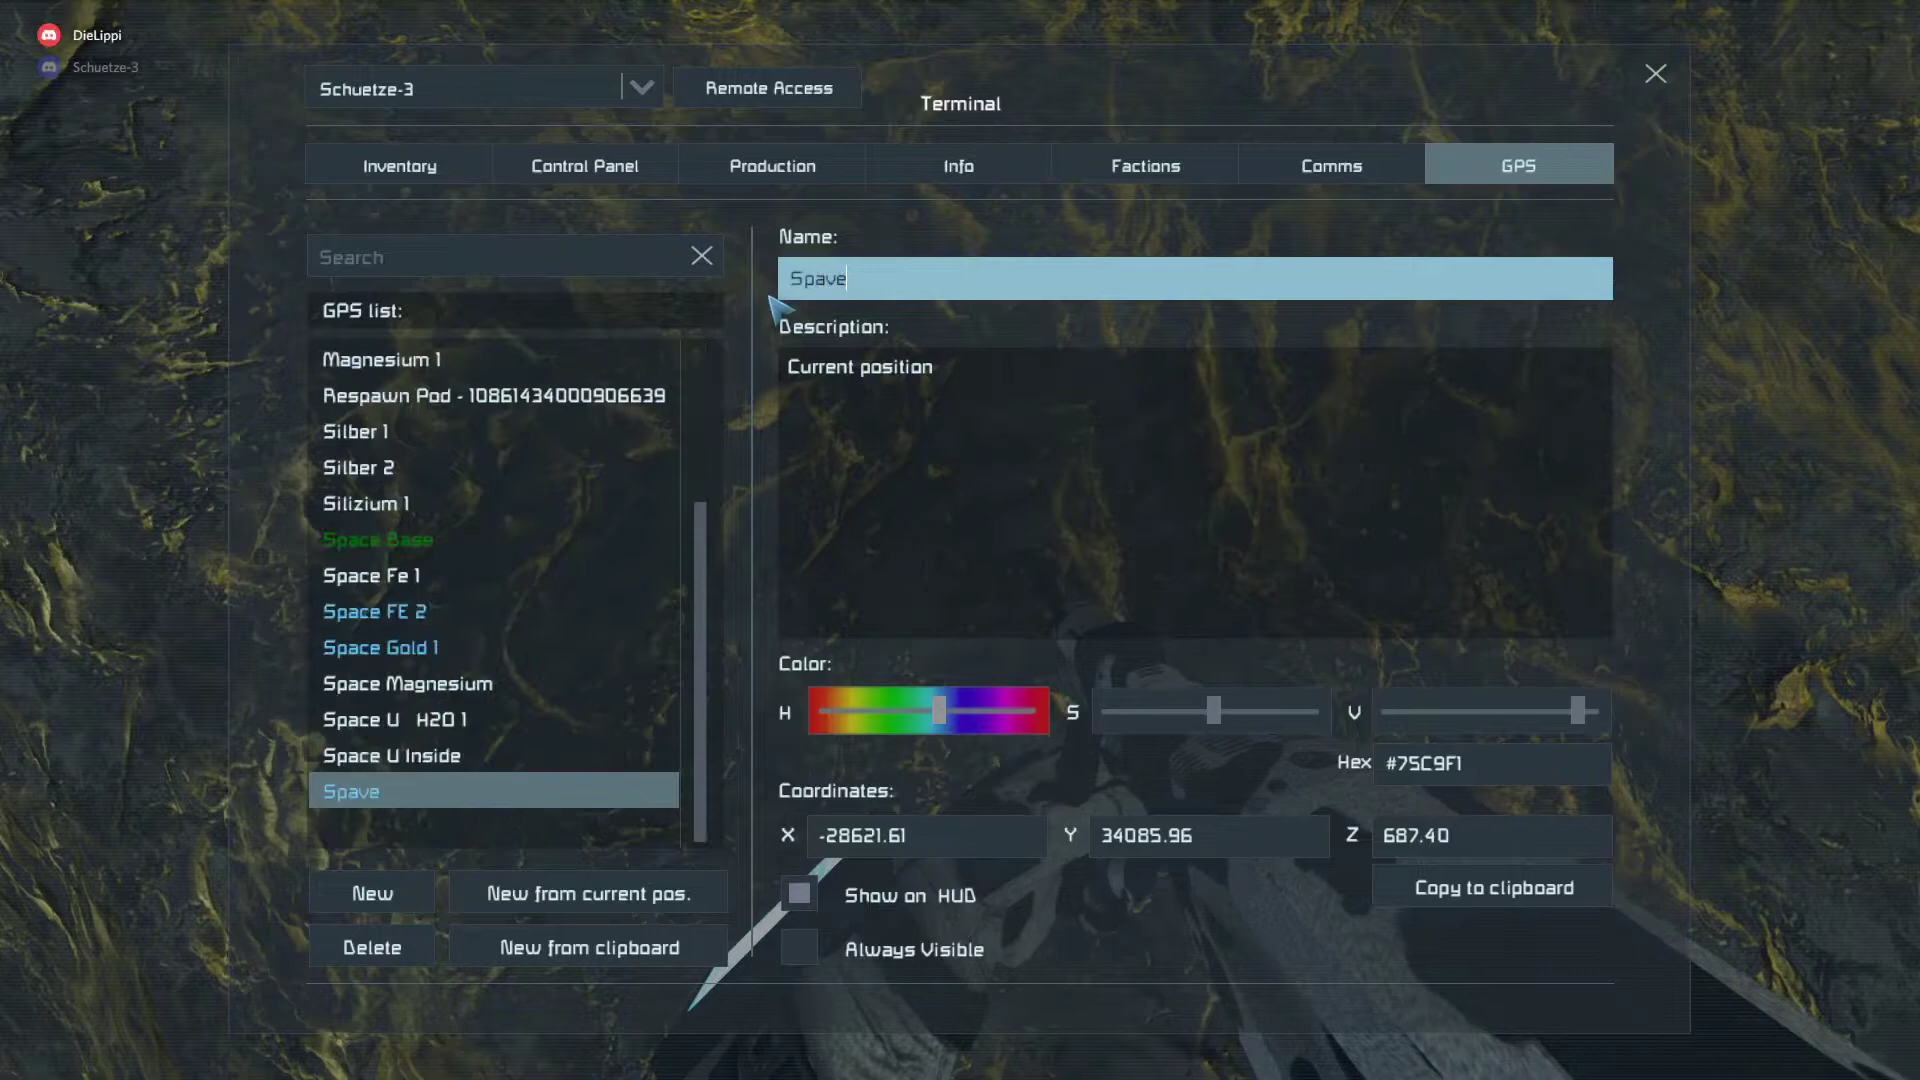 DieLippi
Schuetze-3
Schuetze-3
Remote Access
Terminal
Inventory
Control Panel
Production
Info
Factions
Comms
GPS
Search
GPS list:
Magnesium 1
Respawn Pod - 108614340000906639
Silber 1
Silber 2
Silizium 1
Space Base
Space Fe 1
Space FE 2
Space Gold 1
Space Magnesium
Space U H2O 1
Space U Inside
Spave
New
New from current pos.
Delete
New from clipboard
Name:
Spave
Description:
Current position
Color:
H
S
V
Hex #75C9F1
Coordinates:
X -28621.61
Y 34085.96
Z 687.40
Show on HUD
Copy to clipboard
Always Visible